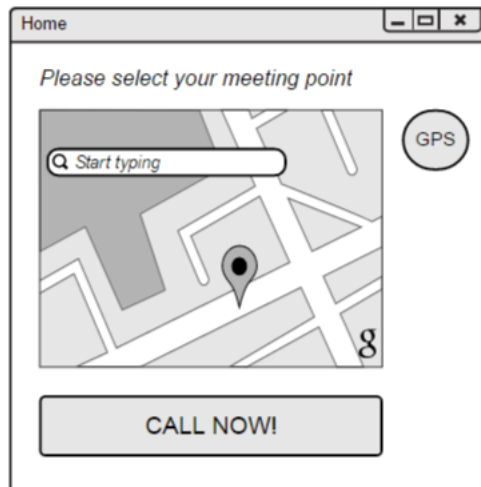 Home
Please select your meeting point
GPS
Start typing
g
CALL NOW!